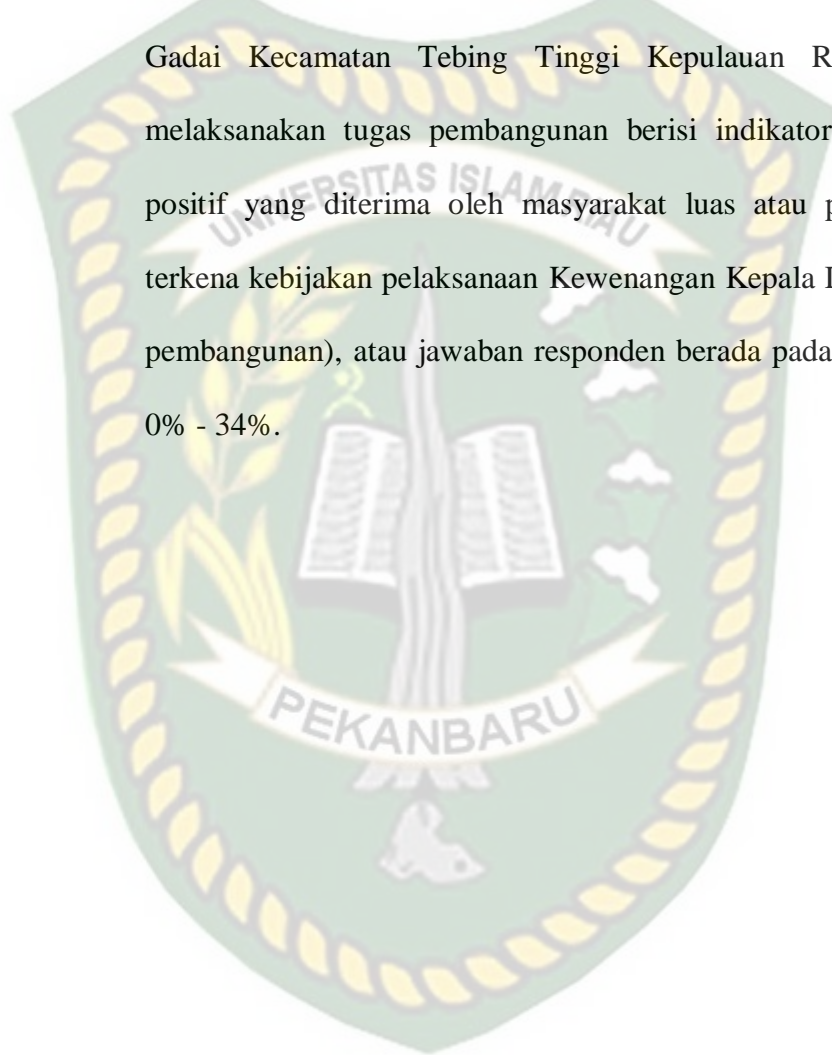 Gadai Kecamatan Tebing Tinggi Kepulauan R
melaksanakan tugas pembangunan berisi indikator
positif yang diterima oleh masyarakat luas atau p
terkena kebijakan pelaksanaan Kewenangan Kepala
pembangunan), atau jawaban responden berada pada
0% - 34%.
UNIVERSITAS ISLAM RIAU
PEKANBARU